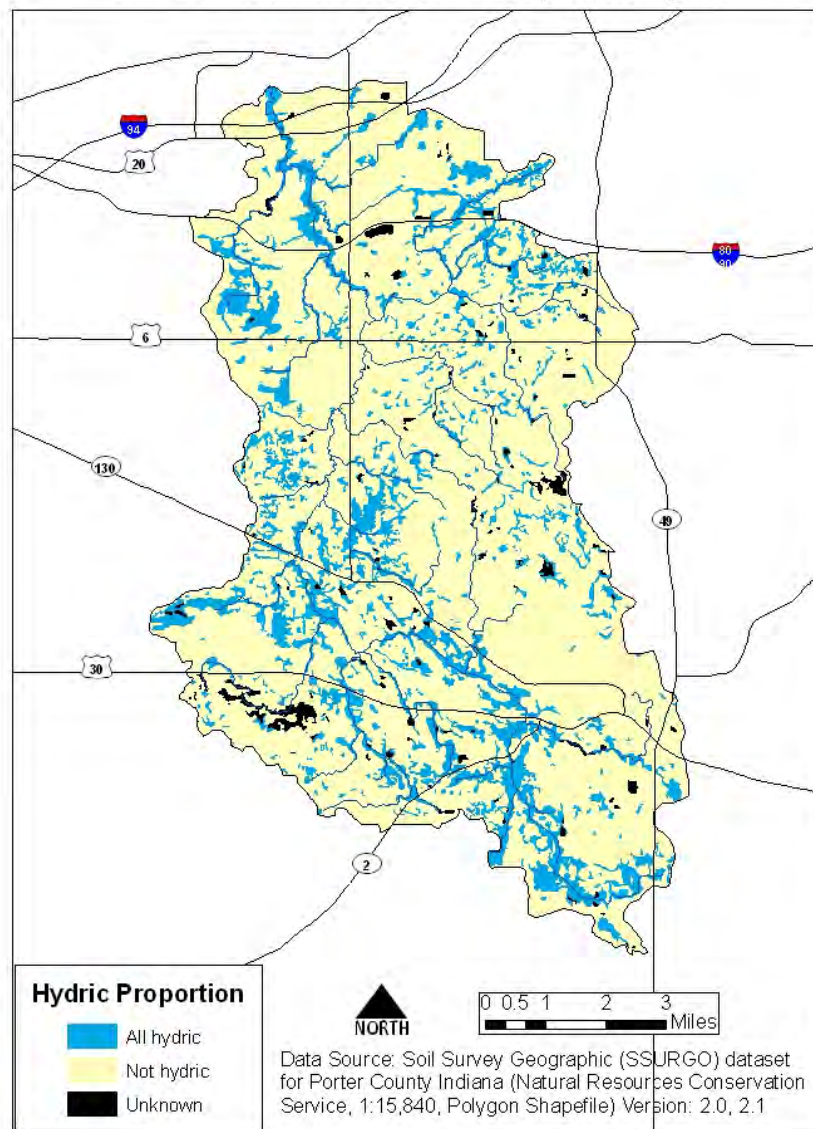 94
20
80
90
6
130
49
30
2
Hydric Proportion
All hydric
Not hydric
Unknown
NORTH
0 0.5 1 2 3
Miles
Data Source: Soil Survey Geographic (SSURGO) dataset
for Porter County Indiana (Natural Resources Conservation
Service, 1:15,840, Polygon Shapefile) Version: 2.0, 2.1